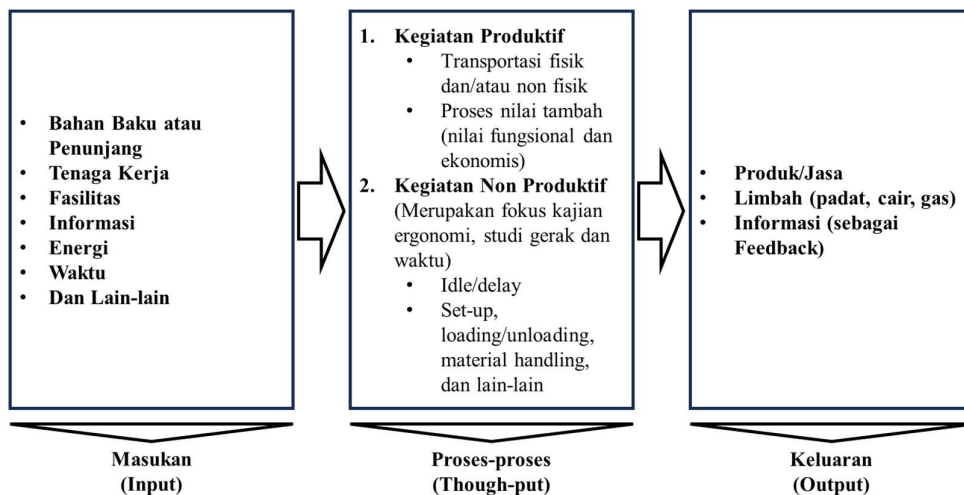 • Bahan Baku atau
Penunjang
• Tenaga Kerja
• Fasilitas
• Informasi
• Energi
• Waktu
• Dan Lain-lain
1. Kegiatan Produktif
• Transportasi fisik
dan/atau non fisik
• Proses nilai tambah
(nilai fungsional dan
ekonomis)
2. Kegiatan Non Produktif
(Merupakan fokus kajian
ergonomi, studi gerak dan
waktu)
• Idle/delay
• Set-up,
loading/unloading,
material handling,
dan lain-lain
• Produk/Jasa
• Limbah (padat, cair, gas)
• Informasi (sebagai
Feedback)
Masukan
(Input)
Proses-proses
(Though-put)
Keluaran
(Output)